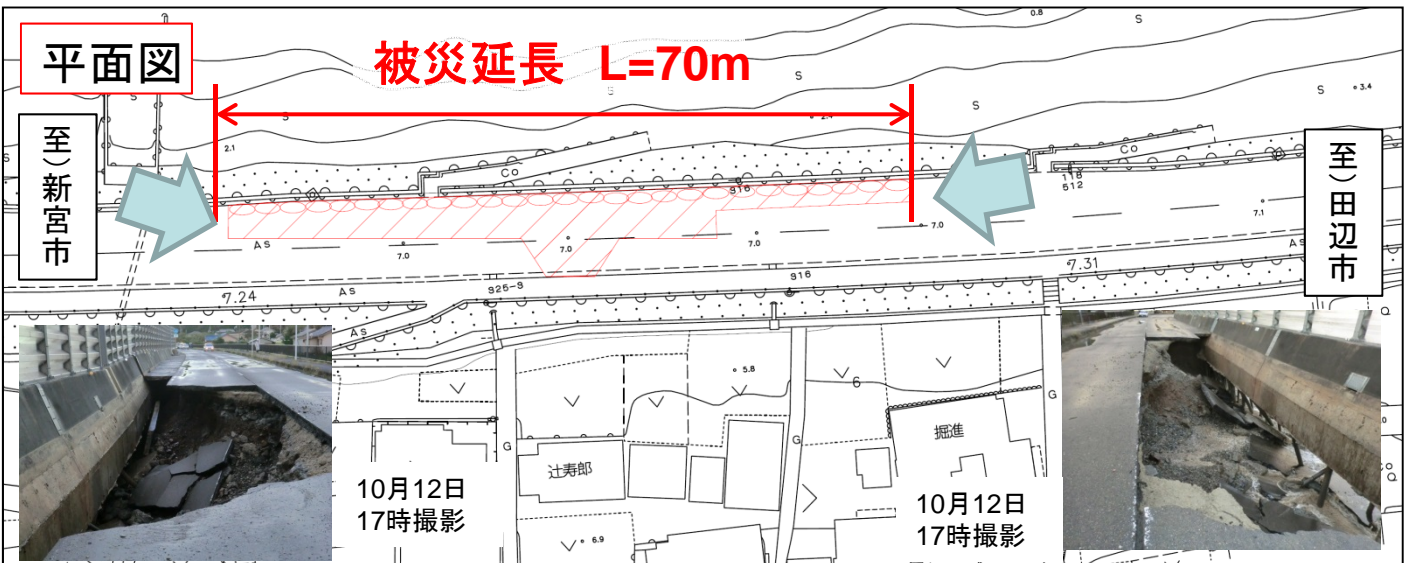 平面図
被災延長 L=70m
至）新宮市
至）田辺市
0.8
S
S
S
S
S
S
S
3.4
2.1
2.4
Co
Co
916
118
512
As
7.0
7.0
7.0
7.0
7.1
As
7.24
As
As
925-9
916
7.31
5.8
6
G
G
G
辻寿郎
掘進
6.9
10月12日
17時撮影
10月12日
17時撮影